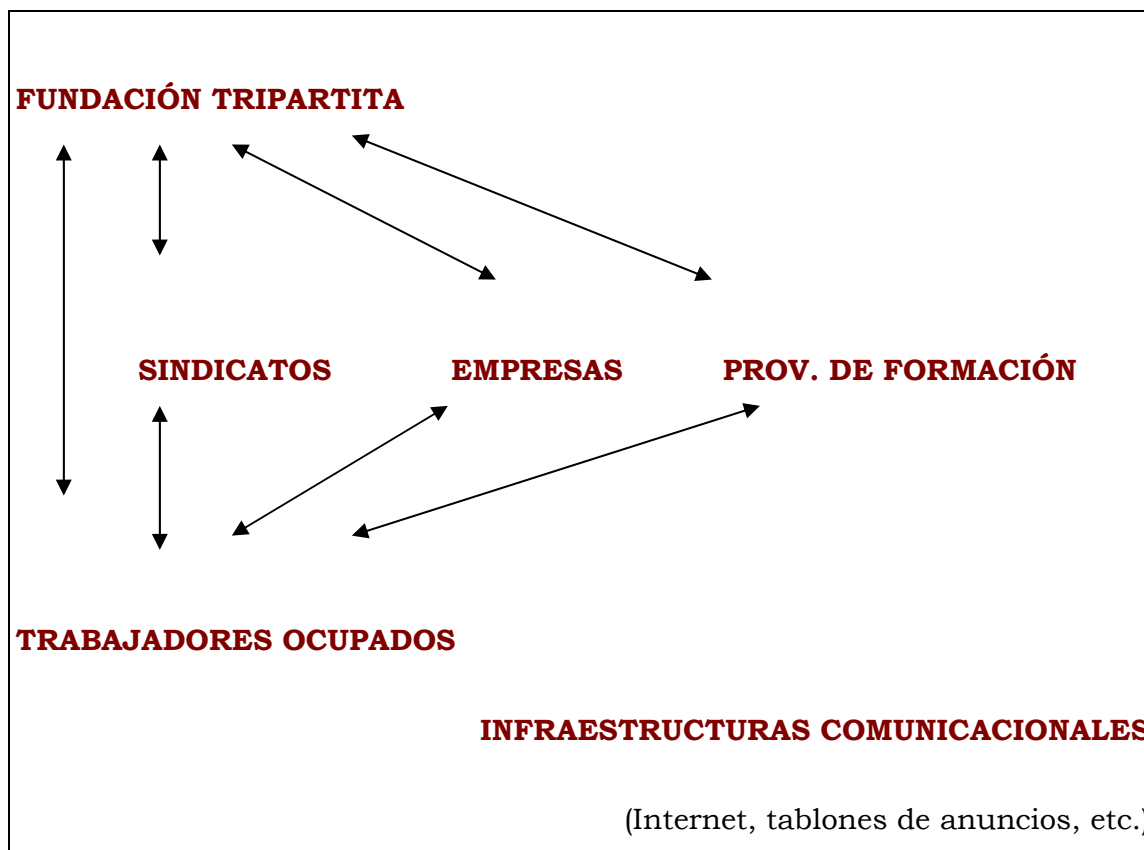 FUNDACIÓN TRIPARTITA
SINDICATOS EMPRESAS PROV. DE FORMACIÓN
TRABAJADORES OCUPADOS
INFRAESTRUCTURAS COMUNICACIONALES
(Internet, tablones de anuncios, etc.)